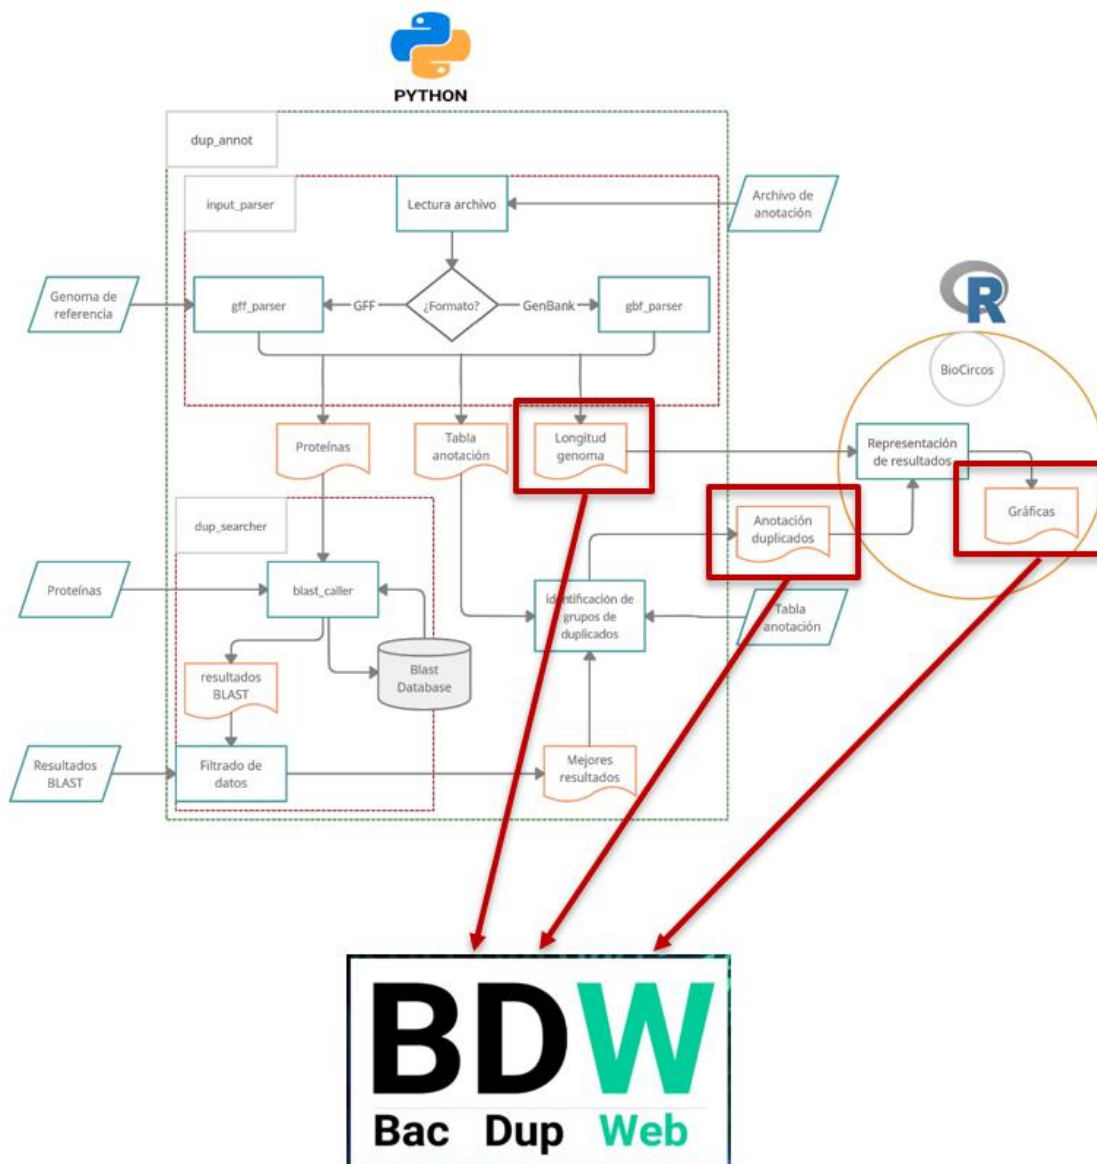 PYTHON
dup_annot
input_parser
Lectura archivo
Archivo de
anotación
Genoma de
referencia
gff_parser
GFF
¿Formato?
GenBank
gbf_parser
R
BioCircos
Proteínas
Tabla
anotación
Longitud
genoma
Representación
de resultados
Gráficas
dup_searcher
Anotación
duplicados
Proteínas
blast_caller
Identificación de
grupos de
duplicados
Tabla
anotación
resultados
BLAST
Blast
Database
Resultados
BLAST
Filtrado de
datos
Mejores
resultados
BDW
Bac Dup Web